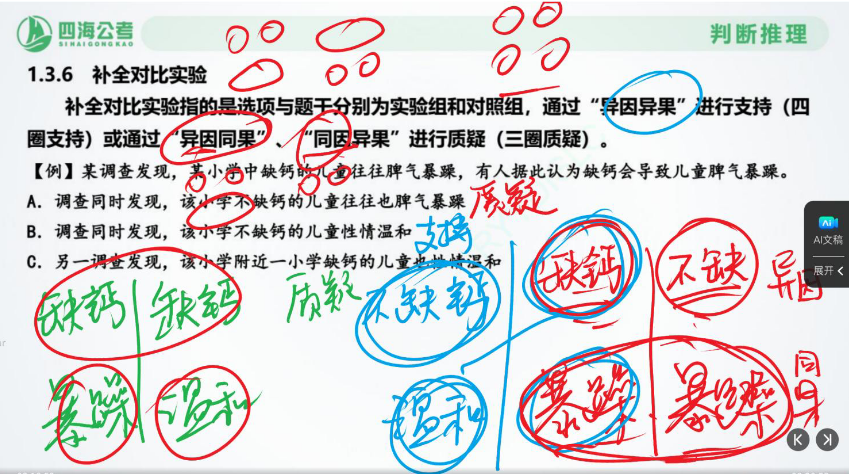 四海公考
SIHAIGONGKAO
判断推理
1.3.6 补全对比实验
补全对比实验指的是选项与题干分别为实验组和对照组，通过“异因异果”进行支持（四
圈支持）或通过“异因同果”、“同因异果”进行质疑（三圈质疑）。
【例】某调查发现，某小学中缺钙的儿童往往脾气暴躁，有人据此认为缺钙会导致儿童脾气暴躁。
A．调查同时发现，该小学不缺钙的儿童往往也脾气暴躁 质疑
B．调查同时发现，该小学不缺钙的儿童性情温和 支持
C．另一调查发现，该小学附近一小学缺钙的儿童也性情温和
质疑
缺钙 缺钙
暴躁 温和
不缺钙 缺钙 不缺 异因
温和 暴躁 暴躁 同果
AI文稿
展开